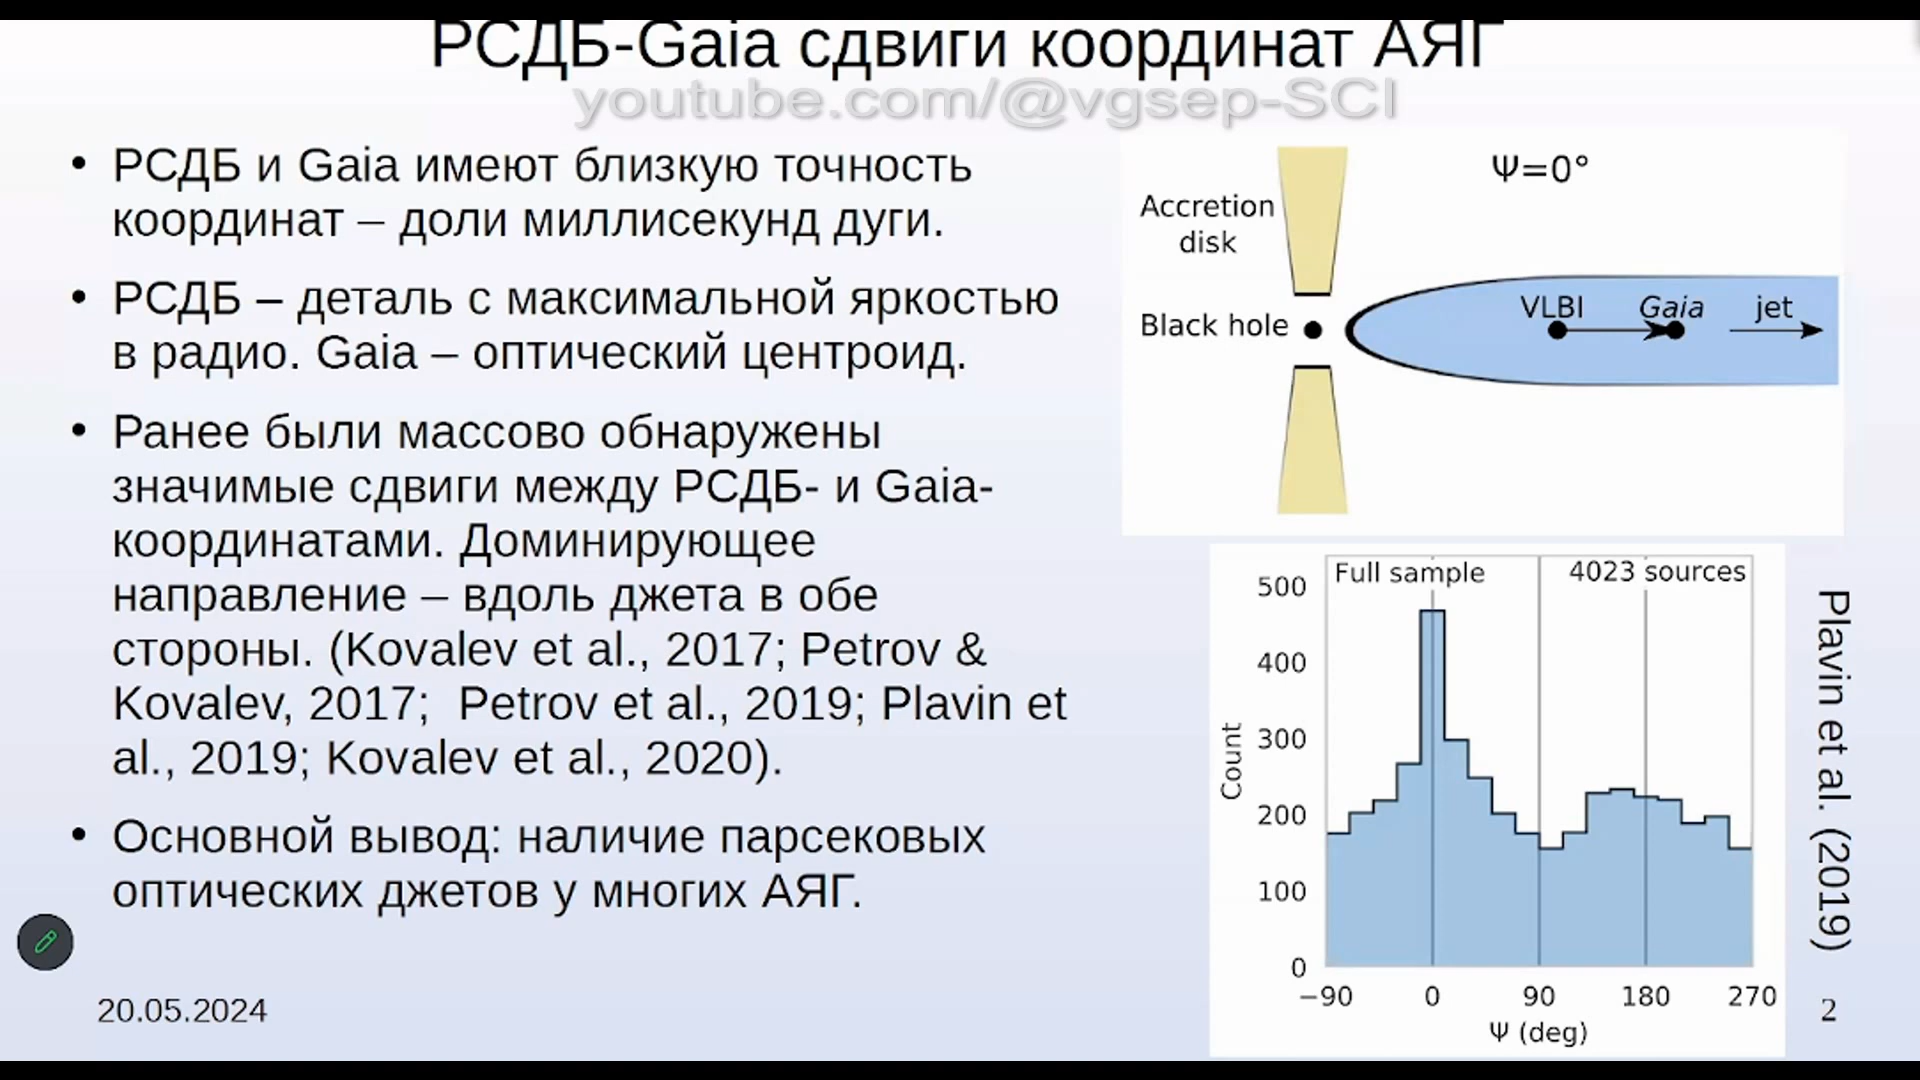 РСДБ-Gaia сдвиги координат АЯГ
youtube.com/@vgsep-SCI
• РСДБ и Gaia имеют близкую точность
координат – доли миллисекунд дуги.
• РСДБ – деталь с максимальной яркостью
в радио. Gaia – оптический центроид.
• Ранее были массово обнаружены
значимые сдвиги между РСДБ- и Gaia-
координатами. Доминирующее
направление – вдоль джета в обе
стороны. (Kovalev et al., 2017; Petrov &
Kovalev, 2017; Petrov et al., 2019; Plavin et
al., 2019; Kovalev et al., 2020).
• Основной вывод: наличие парсековых
оптических джетов у многих АЯГ.
20.05.2024
Ψ=0°
Accretion
disk
Black hole
VLBI
Gaia
jet
Full sample
4023 sources
500
400
300
200
100
0
Count
−90
0
90
180
270
Ψ (deg)
Plavin et al. (2019)
2